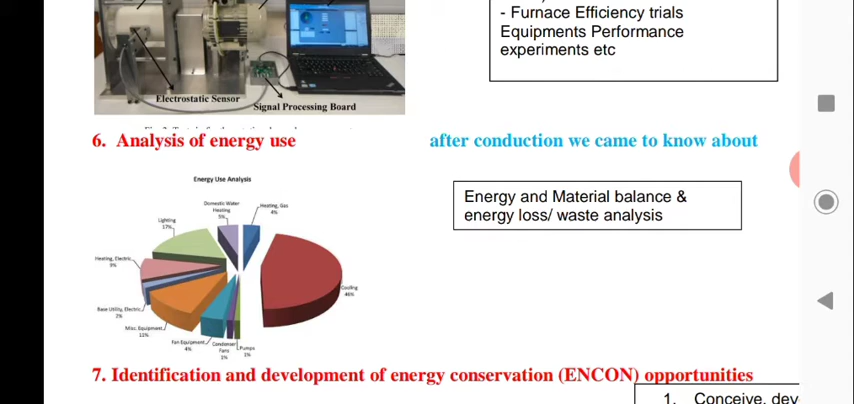 - Furnace Efficiency trials
Equipments Performance
experiments etc
Electrostatic Sensor
Signal Processing Board
6. Analysis of energy use
after conduction we came to know about
Energy Use Analysis
Domestic Water
Heating
5%
Heating, Gas
4%
Lighting
17%
Heating, Electric
Cooling
46%
Base Utility, Electric
Misc. Equipment
Fan Equipment
4%
Condenser
Fans
1%
Pumps
1%
Energy and Material balance &
energy loss/ waste analysis
7. Identification and development of energy conservation (ENCON) opportunities
1. Conceive, dev